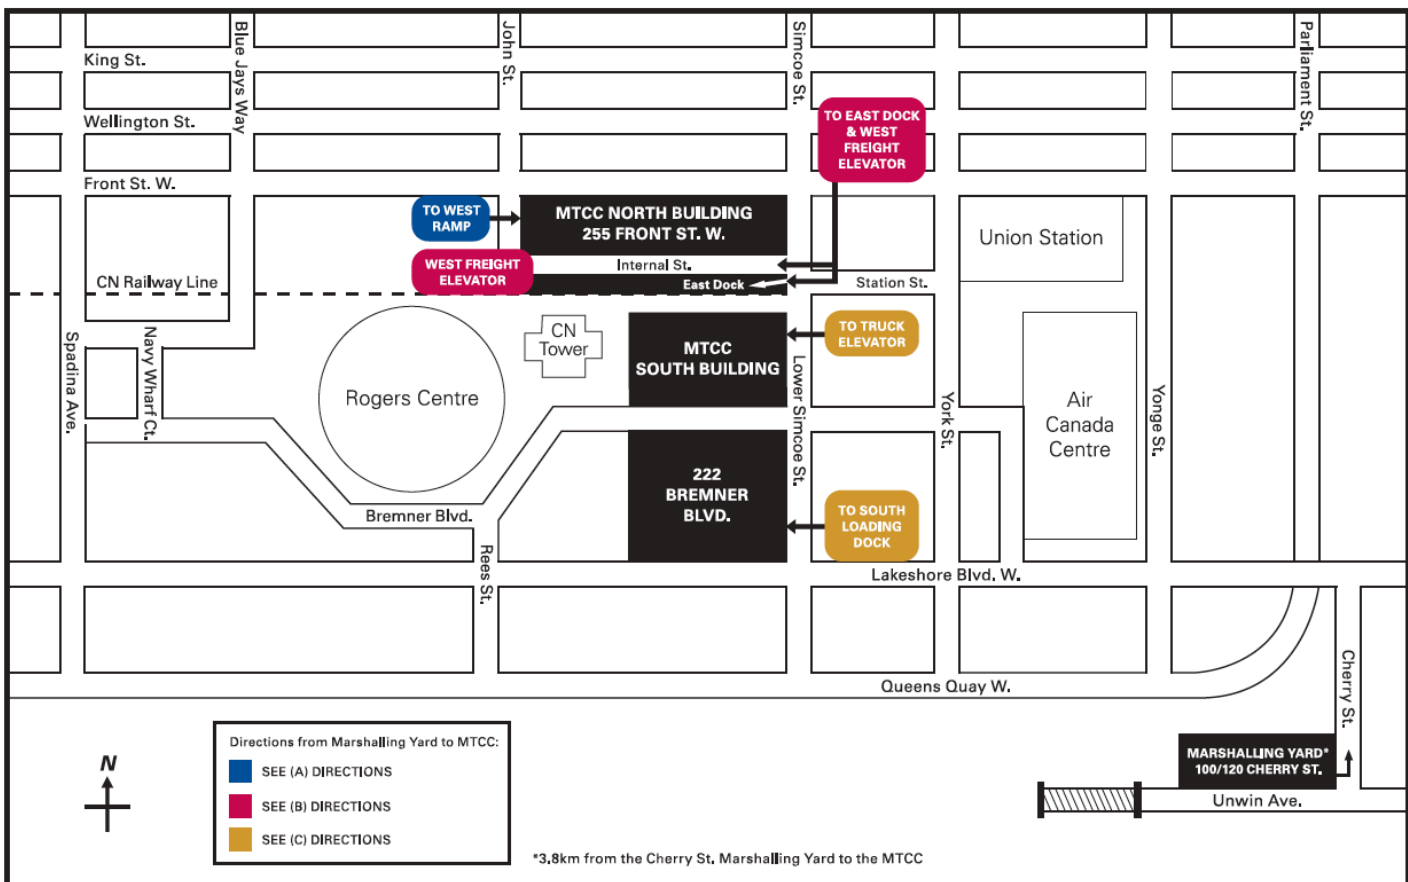 Blue Jays Way
John St.
Simcoe St.
Parliament St.
King St.
Wellington St.
Front St. W.
TO EAST DOCK
& WEST
FREIGHT
ELEVATOR
TO WEST
RAMP
MTCC NORTH BUILDING
255 FRONT ST. W.
Union Station
WEST FREIGHT
ELEVATOR
Internal St.
East Dock
Station St.
CN Railway Line
Spadina Ave.
Navy Wharf Ct.
CN
Tower
MTCC
SOUTH BUILDING
TO TRUCK
ELEVATOR
Lower Simcoe St.
York St.
Yonge St.
Rogers Centre
Air
Canada
Centre
222
BREMNER
BLVD.
TO SOUTH
LOADING
DOCK
Bremner Blvd.
Rees St.
Lakeshore Blvd. W.
Queens Quay W.
Cherry St.
MARSHALLING YARD*
100/120 CHERRY ST.
Unwin Ave.
N
Directions from Marshalling Yard to MTCC:
SEE (A) DIRECTIONS
SEE (B) DIRECTIONS
SEE (C) DIRECTIONS
*3.8km from the Cherry St. Marshalling Yard to the MTCC